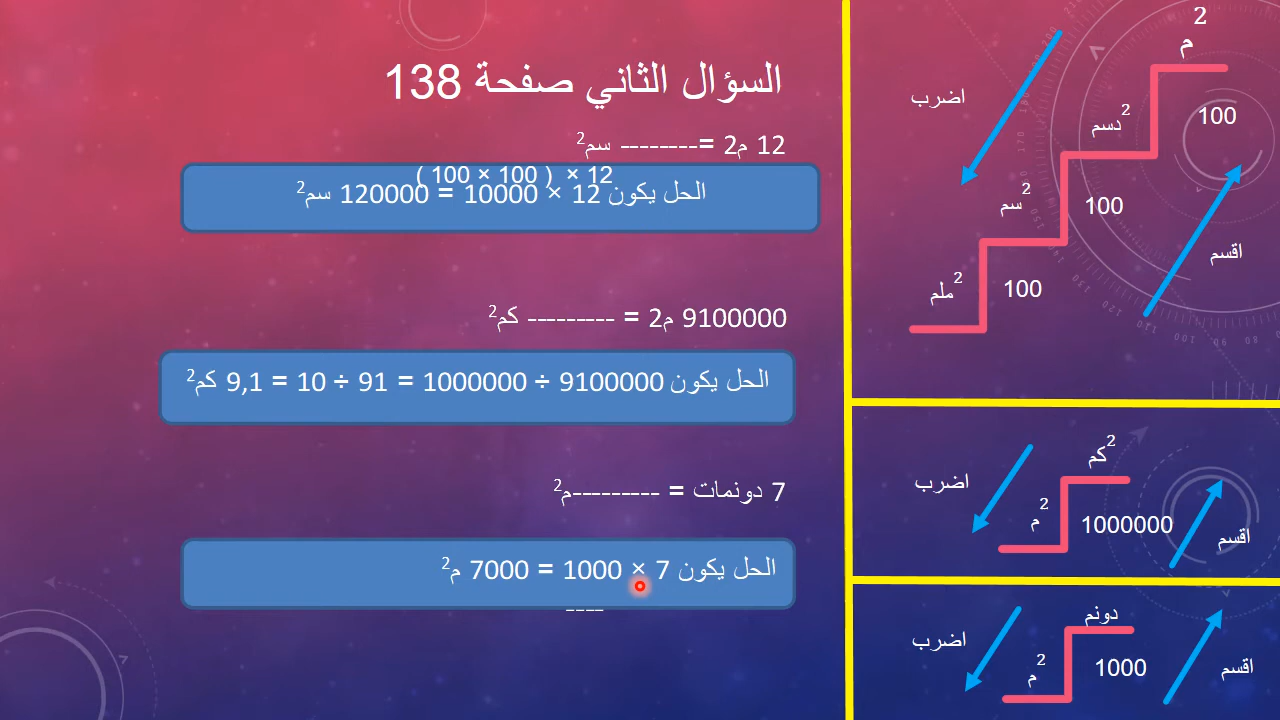 السؤال الثاني صفحة 138
12 م2 =-------- سم2
12 × ( 100 × 100 )
الحل يكون 12 × 10000 = 120000 سم2
9100000 م2 = --------- كم2
الحل يكون 9100000 ÷ 1000000 = 91 ÷ 10 = 9,1 كم2
7 دونمات = ---------م2
الحل يكون 7 × 1000 = 7000 م2
----
م2
اضرب
دسم2
100
سم2
100
اقسم
ملم2
100
كم2
اضرب
م2
1000000
اقسم
دونم
اضرب
م2
1000
اقسم